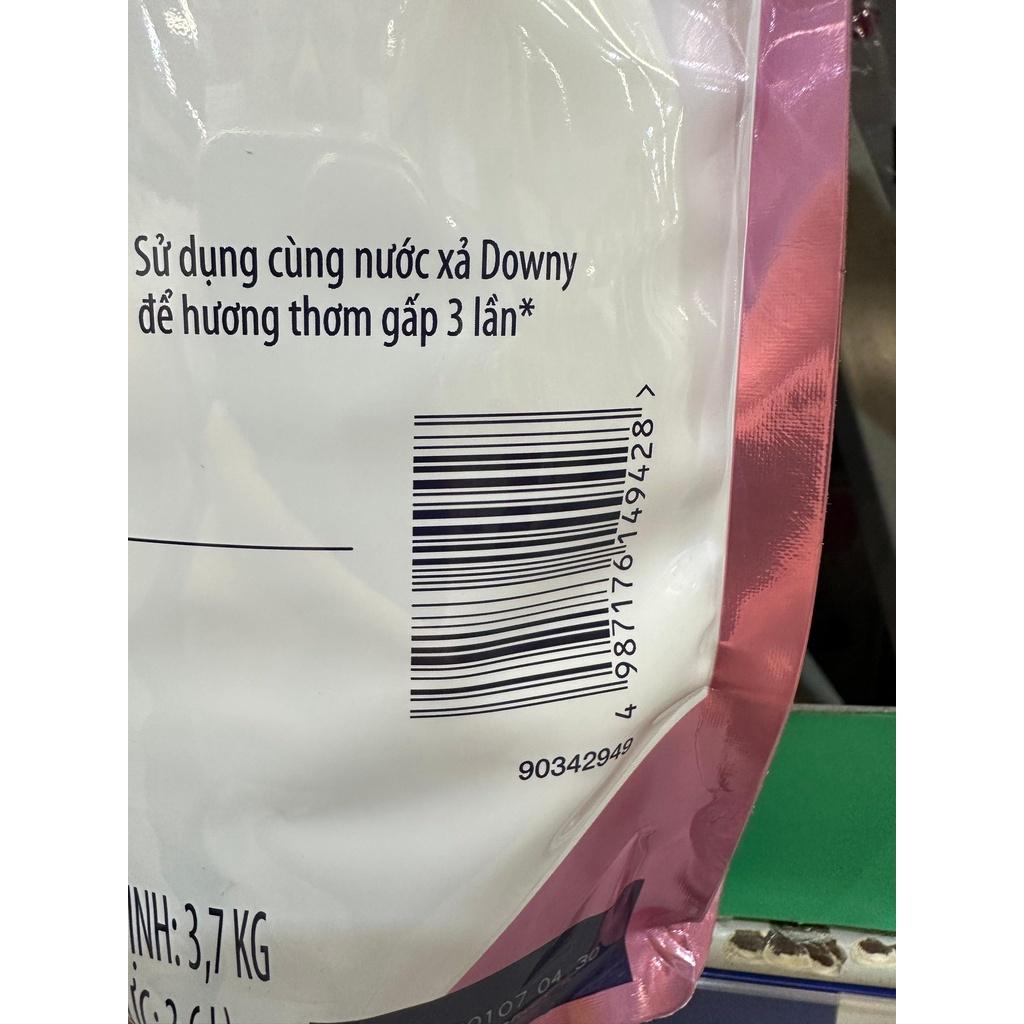 Sử dụng cùng nước xả Downy
để hương thơm gấp 3 lần*
4 987176 149428 >
90342949
3,7 KG